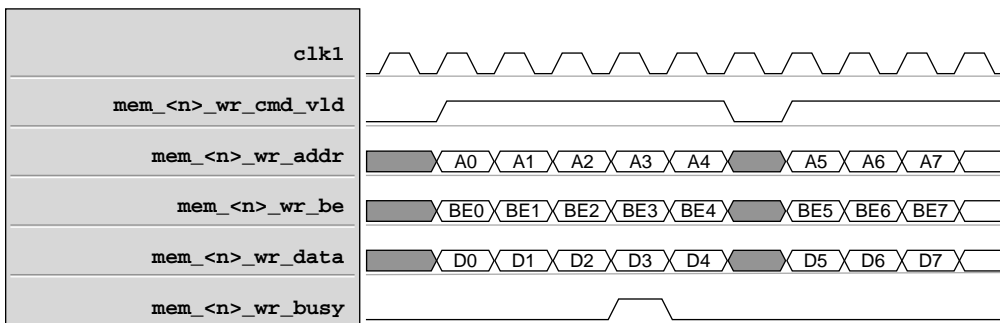 clk1
mem_<n>_wr_cmd_vld
mem_<n>_wr_addr A0 A1 A2 A3 A4 A5 A6 A7
mem_<n>_wr_be BE0 BE1 BE2 BE3 BE4 BE5 BE6 BE7
mem_<n>_wr_data D0 D1 D2 D3 D4 D5 D6 D7
mem_<n>_wr_busy